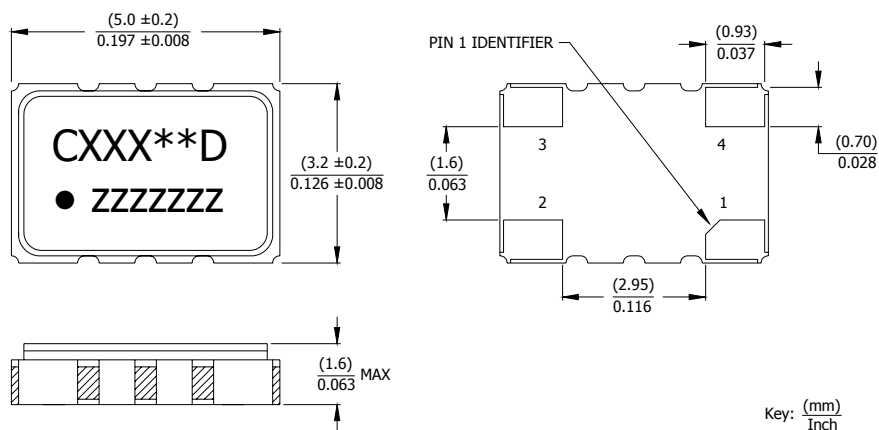 (5.0 ±0.2)
0.197 ±0.008
CXXX**D
● ZZZZZZZ
(3.2 ±0.2)
0.126 ±0.008
(1.6)
0.063 MAX
PIN 1 IDENTIFIER
(0.93)
0.037
3
4
(0.70)
0.028
(1.6)
0.063
2
1
(2.95)
0.116
Key: (mm)
Inch